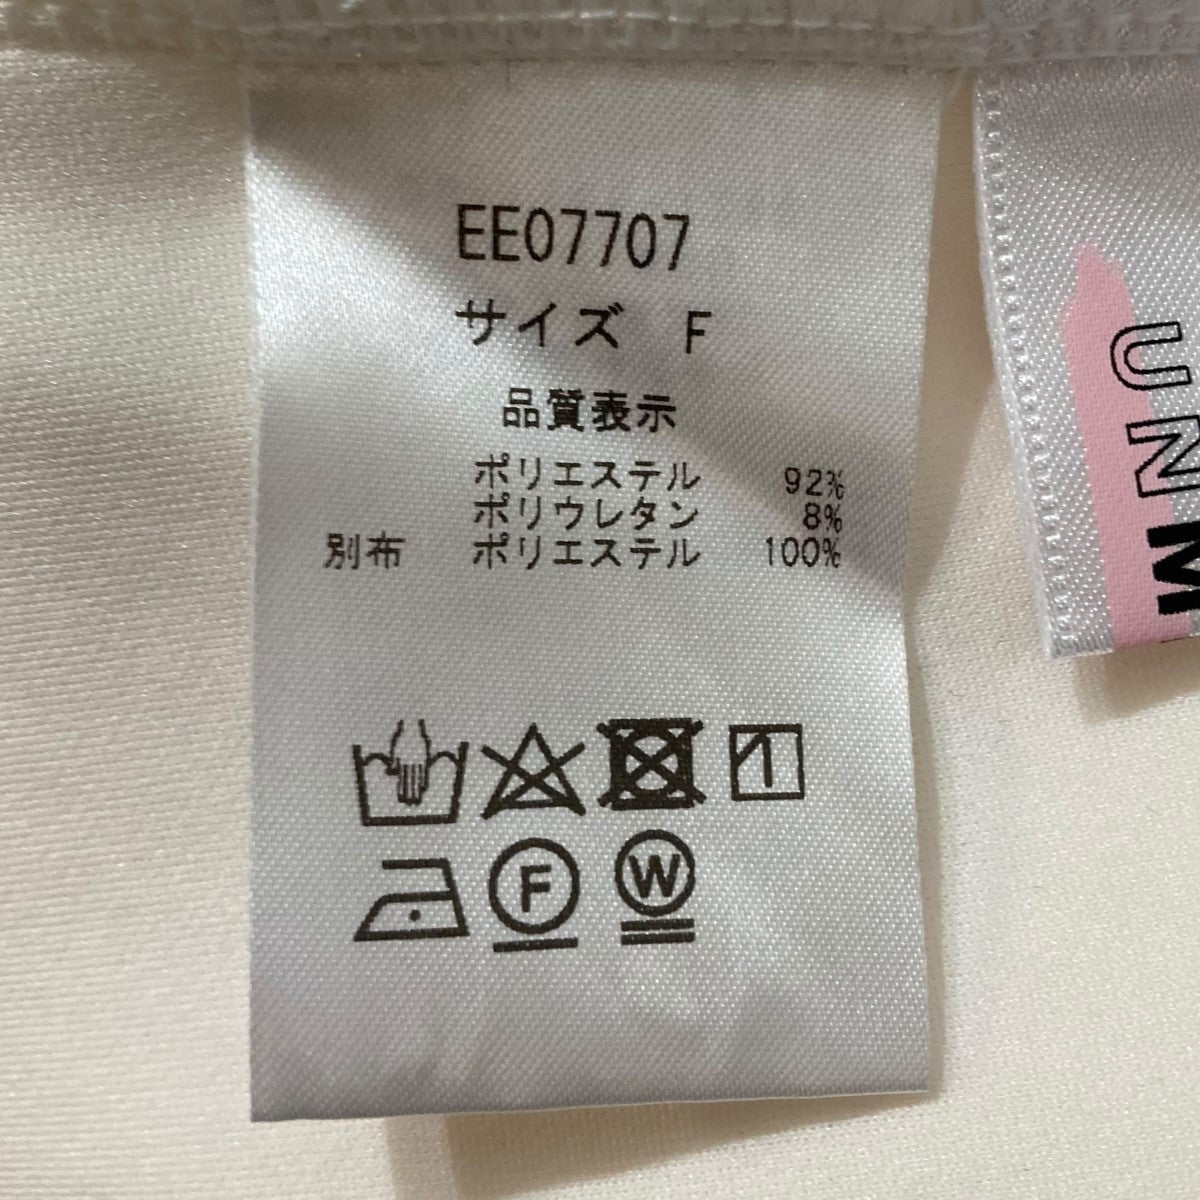 EE07707
サイズ F
品質表示
ポリエステル 92%
ポリウレタン 8%
別布 ポリエステル 100%
F
W
UN
M